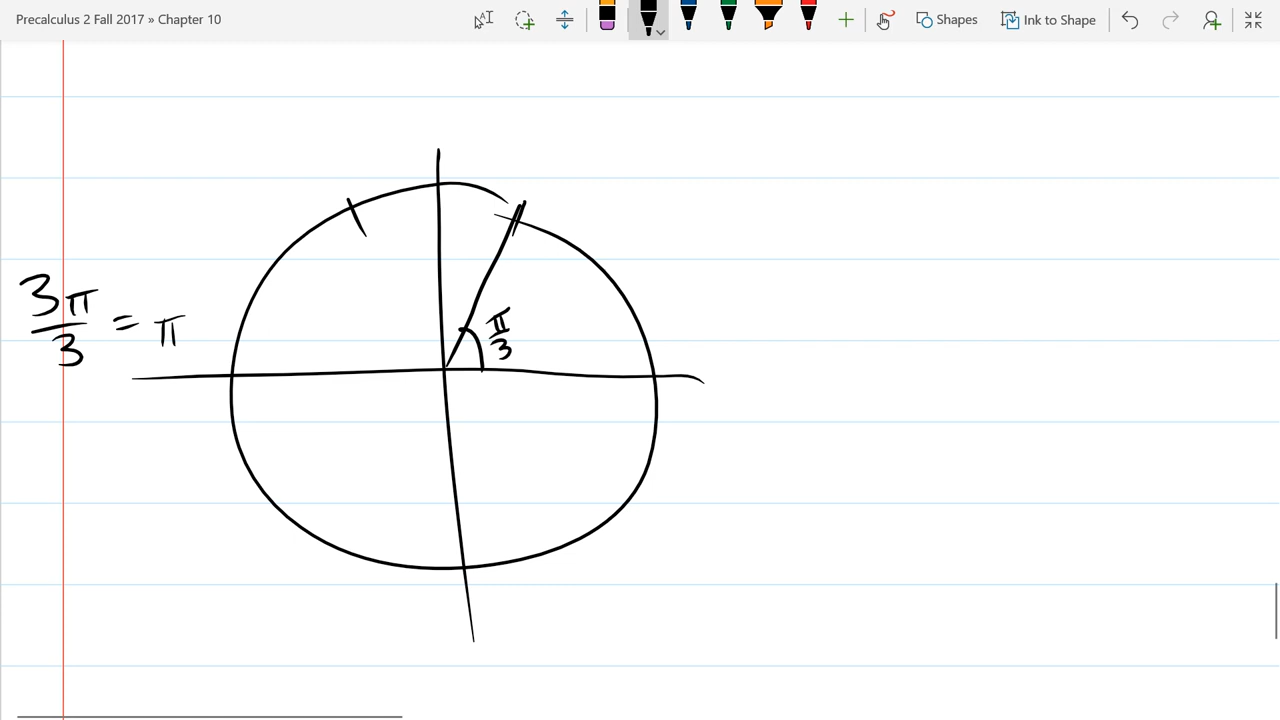 Precalculus 2 Fall 2017 » Chapter 10
Shapes
Ink to Shape
3π/3 = π
π/3